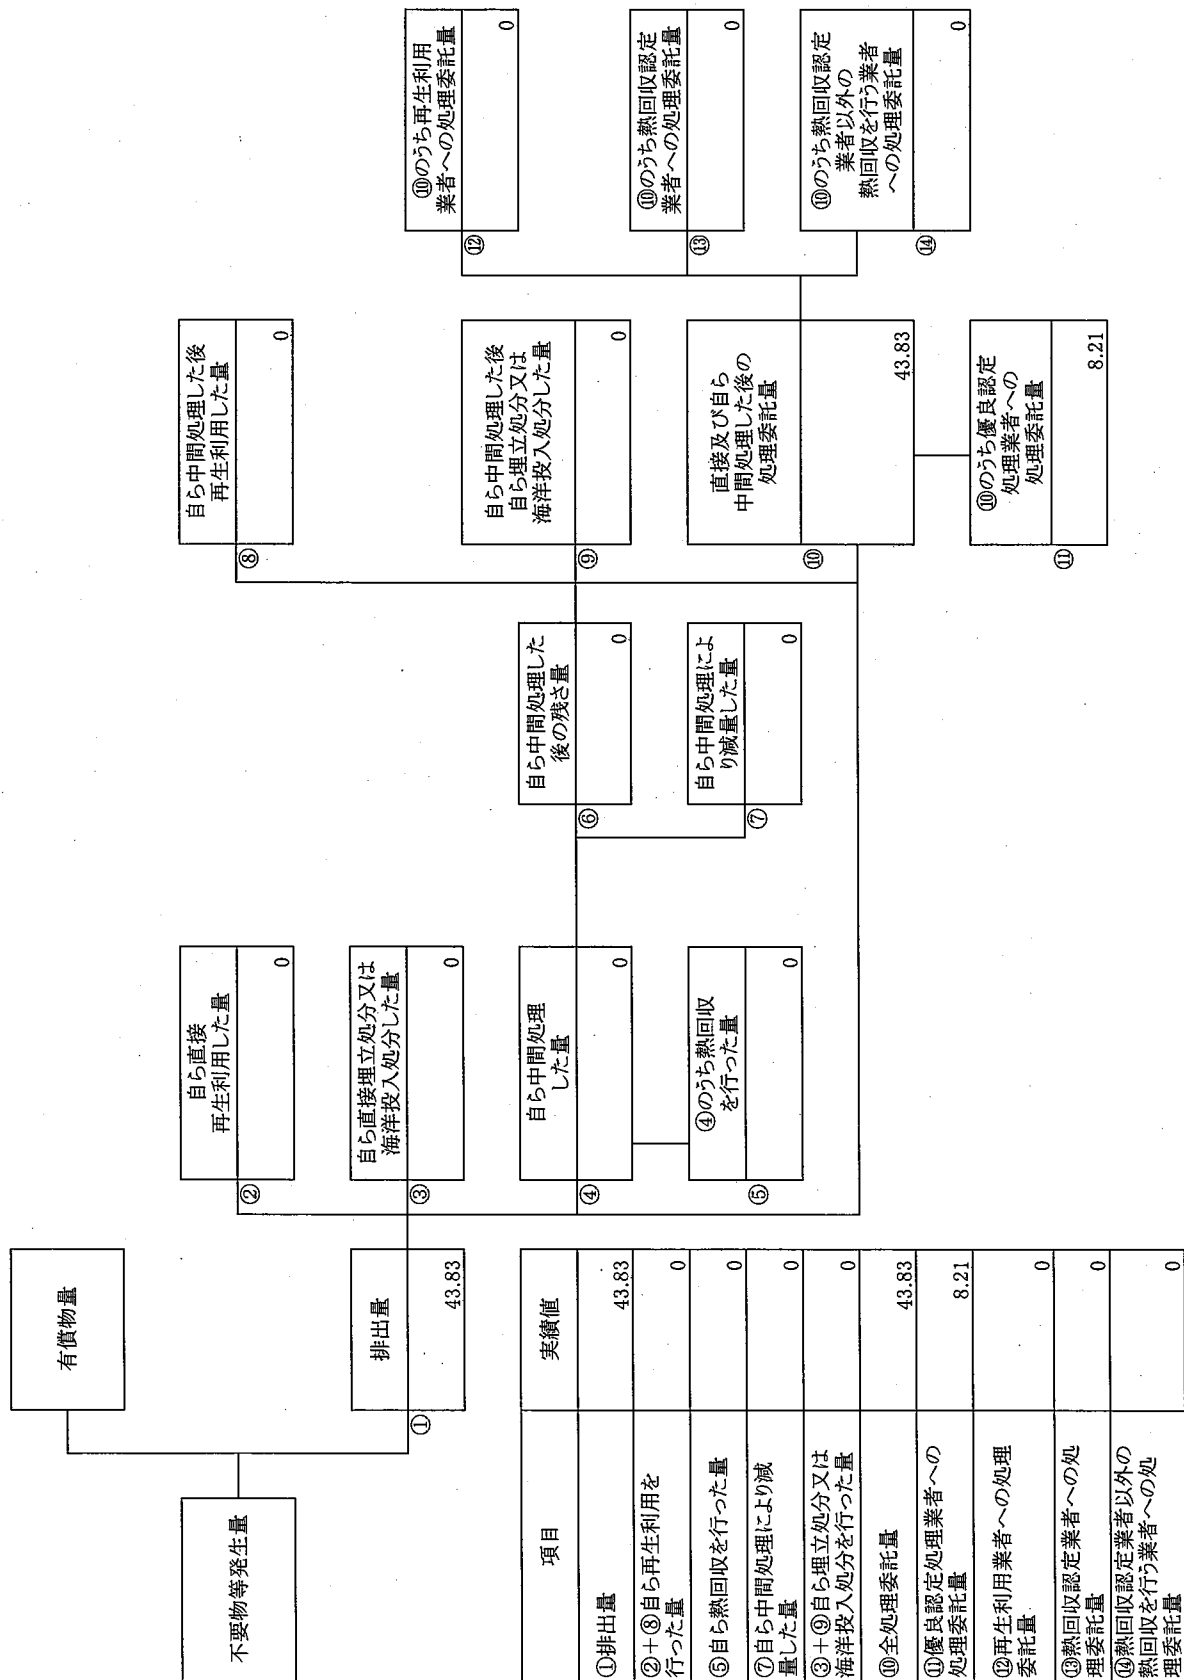 不要物等発生量
有償物量
排出量
①
43.83
自ら直接
再生利用した量
②
0
自ら直接埋立処分又は
海洋投入処分した量
③
0
自ら中間処理
した量
④
0
④のうち熱回収
を行った量
⑤
0
自ら中間処理した
後の残さ量
⑥
0
自ら中間処理によ
り減量した量
⑦
0
自ら中間処理した後
再生利用した量
⑧
0
自ら中間処理した後
自ら埋立処分又は
海洋投入処分した量
⑨
0
直接及び自ら
中間処理した後の
処理委託量
⑩
43.83
⑩のうち優良認定
処理業者への
処理委託量
⑪
8.21
⑩のうち再生利用
業者への処理委託量
⑫
0
⑩のうち熱回収認定
業者への処理委託量
⑬
0
⑩のうち熱回収認定
業者以外の
熱回収を行う業者
への処理委託量
⑭
0
項目 実績値
①排出量 43.83
②+⑧自ら再生利用を
行った量 0
⑤自ら熱回収を行った量 0
⑦自ら中間処理により減
量した量 0
③+⑨自ら埋立処分又は
海洋投入処分を行った量 0
⑩全処理委託量 43.83
⑪優良認定処理業者への
処理委託量 8.21
⑫再生利用業者への処理
委託量 0
⑬熱回収認定業者への処
理委託量 0
⑭熱回収認定業者以外の
熱回収を行う業者への処
理委託量 0